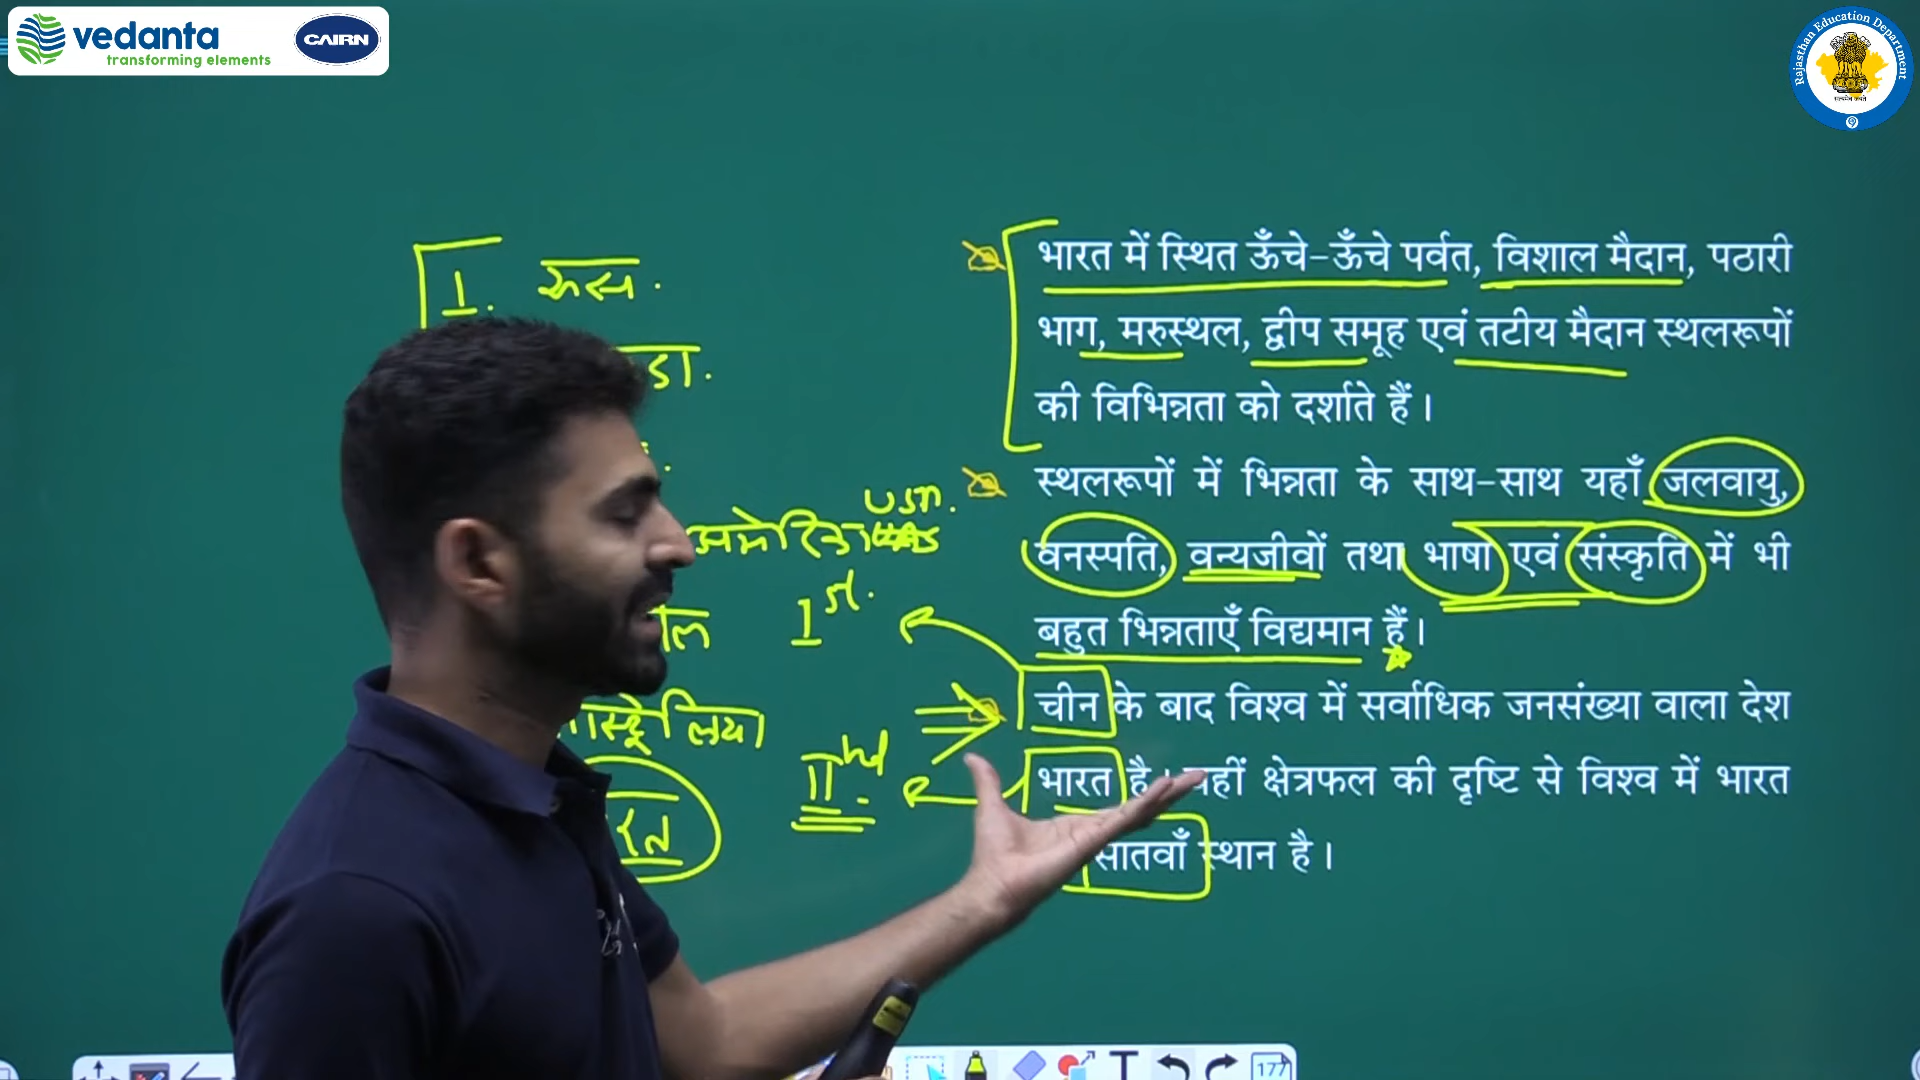 vedanta
transforming elements
CAIRN
Rajasthan Education Department
भारत में स्थित ऊँचे-ऊँचे पर्वत, विशाल मैदान, पठारी
भाग, मरुस्थल, द्वीप समूह एवं तटीय मैदान स्थलरूपों
की विभिन्नता को दर्शाते हैं।
स्थलरूपों में भिन्नता के साथ-साथ यहाँ जलवायु,
वनस्पति, वन्यजीवों तथा भाषा एवं संस्कृति में भी
बहुत भिन्नताएँ विद्यमान हैं।
चीन के बाद विश्व में सर्वाधिक जनसंख्या वाला देश
भारत है। वहीं क्षेत्रफल की दृष्टि से विश्व में भारत
सातवाँ स्थान है।
1. रूस.
डा.
USA.
अमेरिका
ल 1st.
IInd
रत
T
177